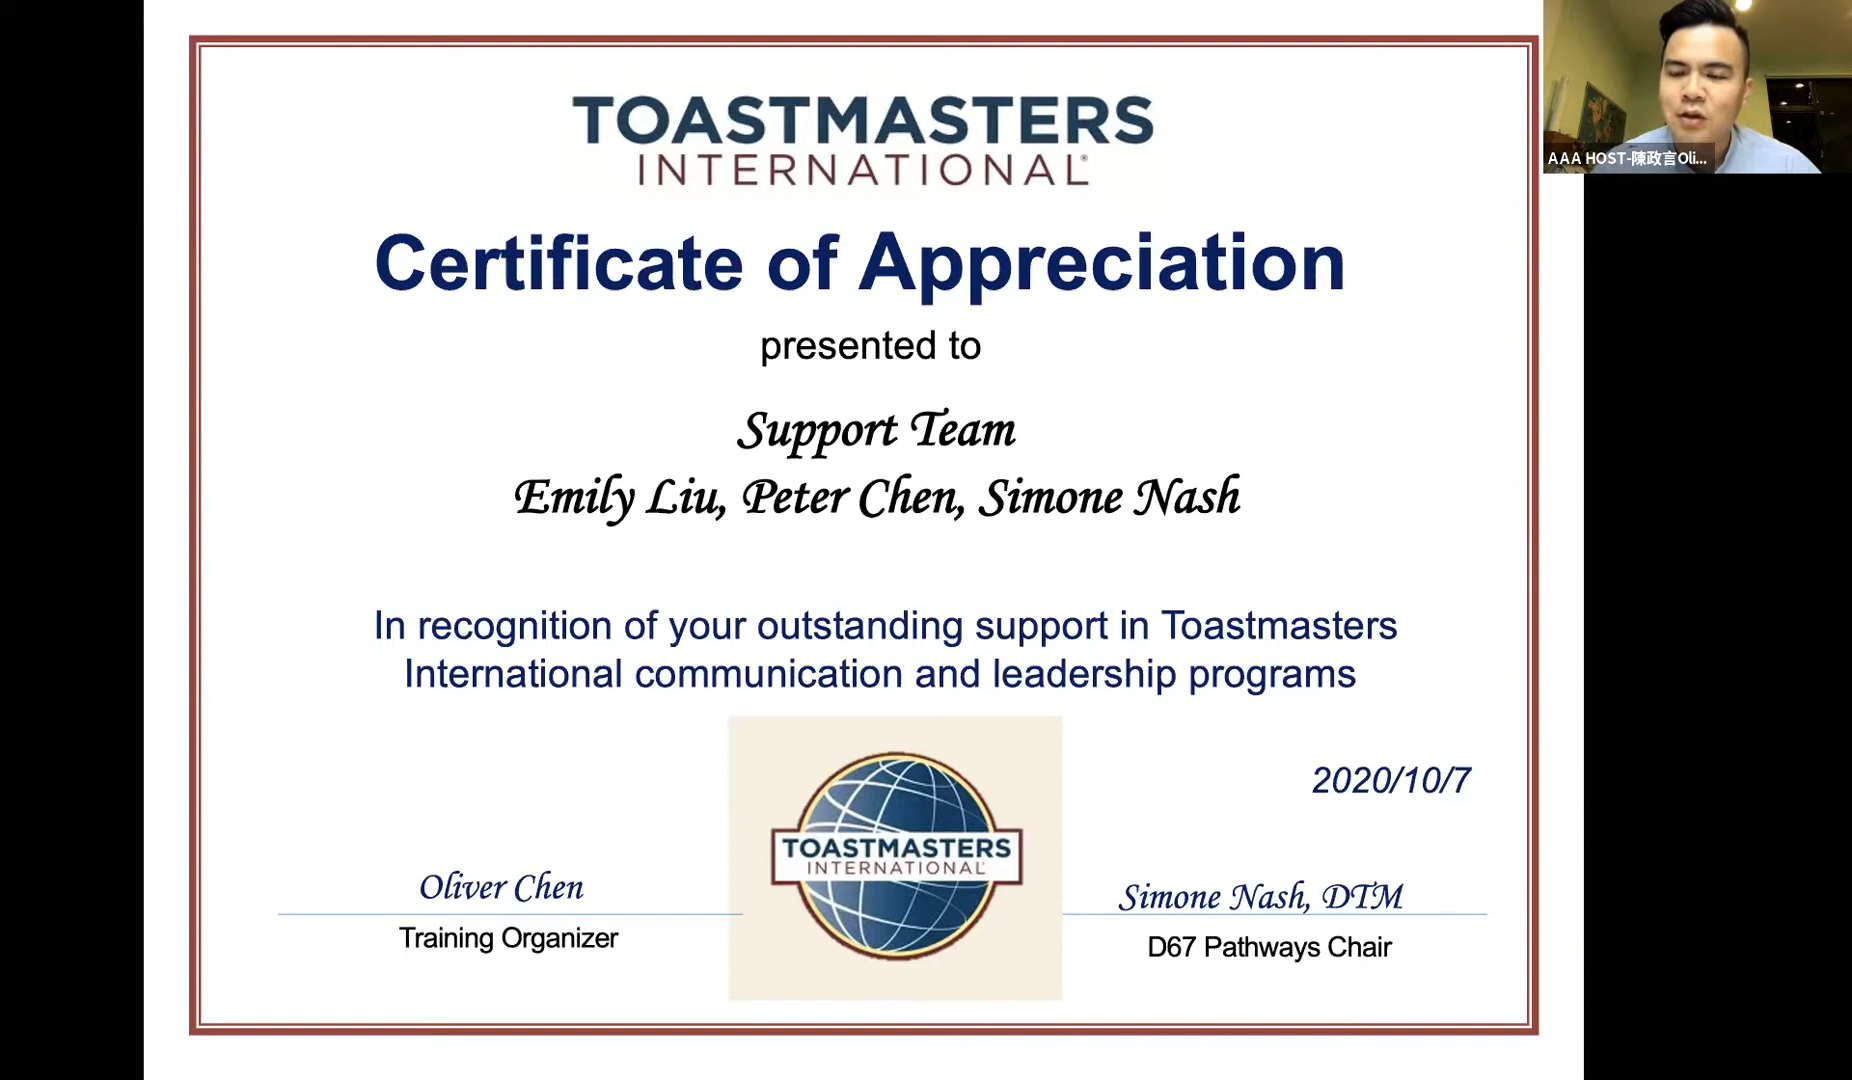 TOASTMASTERS
INTERNATIONAL®
Certificate of Appreciation
presented to
Support Team
Emily Liu, Peter Chen, Simone Nash
In recognition of your outstanding support in Toastmasters
International communication and leadership programs
2020/10/7
TOASTMASTERS
INTERNATIONAL
Oliver Chen
Training Organizer
Simone Nash, DTM
D67 Pathways Chair
AAA HOST-陳政言Oli...